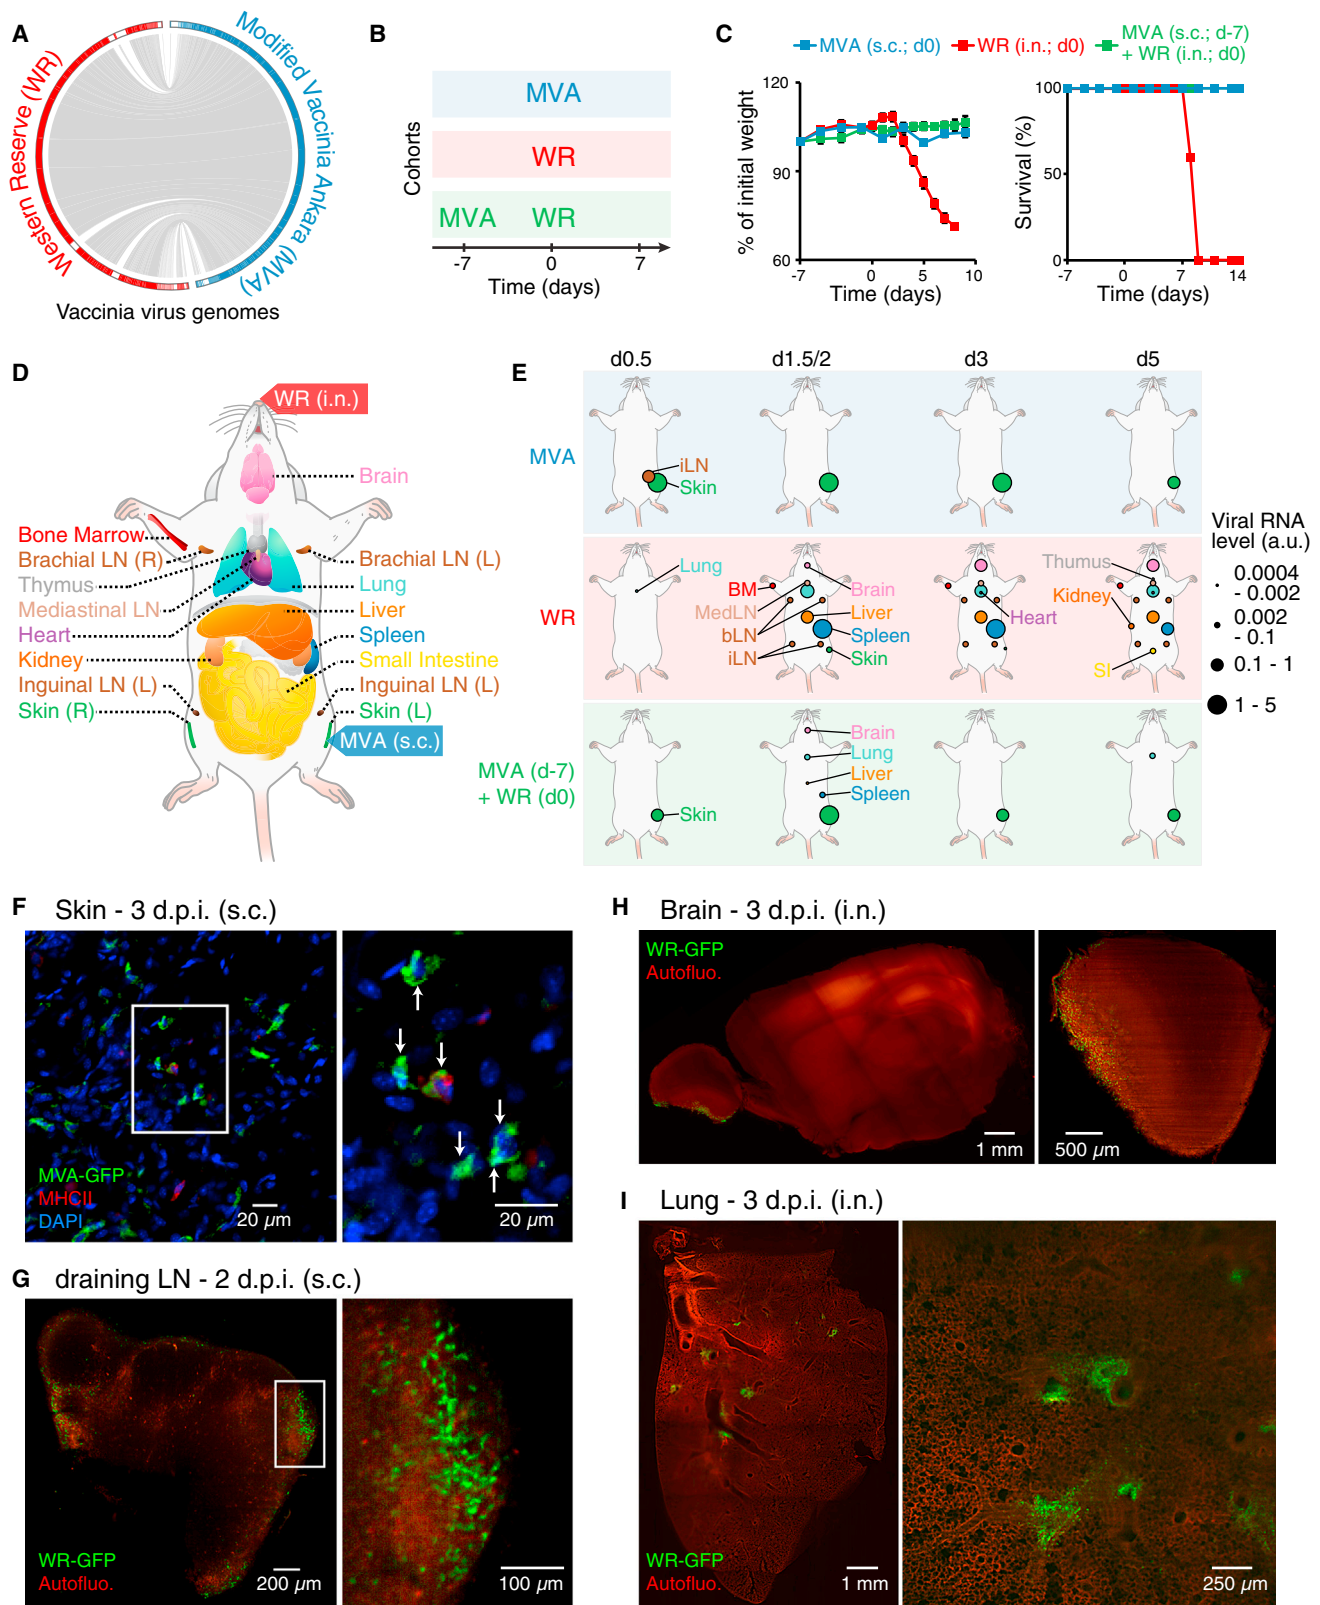 A
Western Reserve (WR)
Modified Vaccinia Ankara (MVA)
Vaccinia virus genomes
B
Cohorts
MVA
WR
MVA WR
-7 0 7
Time (days)
C
MVA (s.c.; d0)
WR (i.n.; d0)
MVA (s.c.; d-7)
+ WR (i.n.; d0)
% of initial weight
120
90
60
-7 0 5 10
Time (days)
Survival (%)
100
50
0
-7 0 7 14
Time (days)
D
WR (i.n.)
Brain
Bone Marrow
Brachial LN (R)
Thymus
Mediastinal LN
Heart
Kidney
Inguinal LN (L)
Skin (R)
Brachial LN (L)
Lung
Liver
Spleen
Small Intestine
Inguinal LN (L)
Skin (L)
MVA (s.c.)
E
d0.5 d1.5/2 d3 d5
MVA
iLN
Skin
WR
Lung
BM
MedLN
bLN
iLN
Brain
Liver
Spleen
Skin
Heart
Thumus
Kidney
SI
MVA (d-7)
+ WR (d0)
Skin
Brain
Lung
Liver
Spleen
Viral RNA
level (a.u.)
0.0004
- 0.002
0.002
- 0.1
0.1 - 1
1 - 5
F Skin - 3 d.p.i. (s.c.)
MVA-GFP
MHCII
DAPI
20 µm
20 µm
G draining LN - 2 d.p.i. (s.c.)
WR-GFP
Autofluo.
200 µm
100 µm
H Brain - 3 d.p.i. (i.n.)
WR-GFP
Autofluo.
1 mm
500 µm
I Lung - 3 d.p.i. (i.n.)
WR-GFP
Autofluo.
1 mm
250 µm